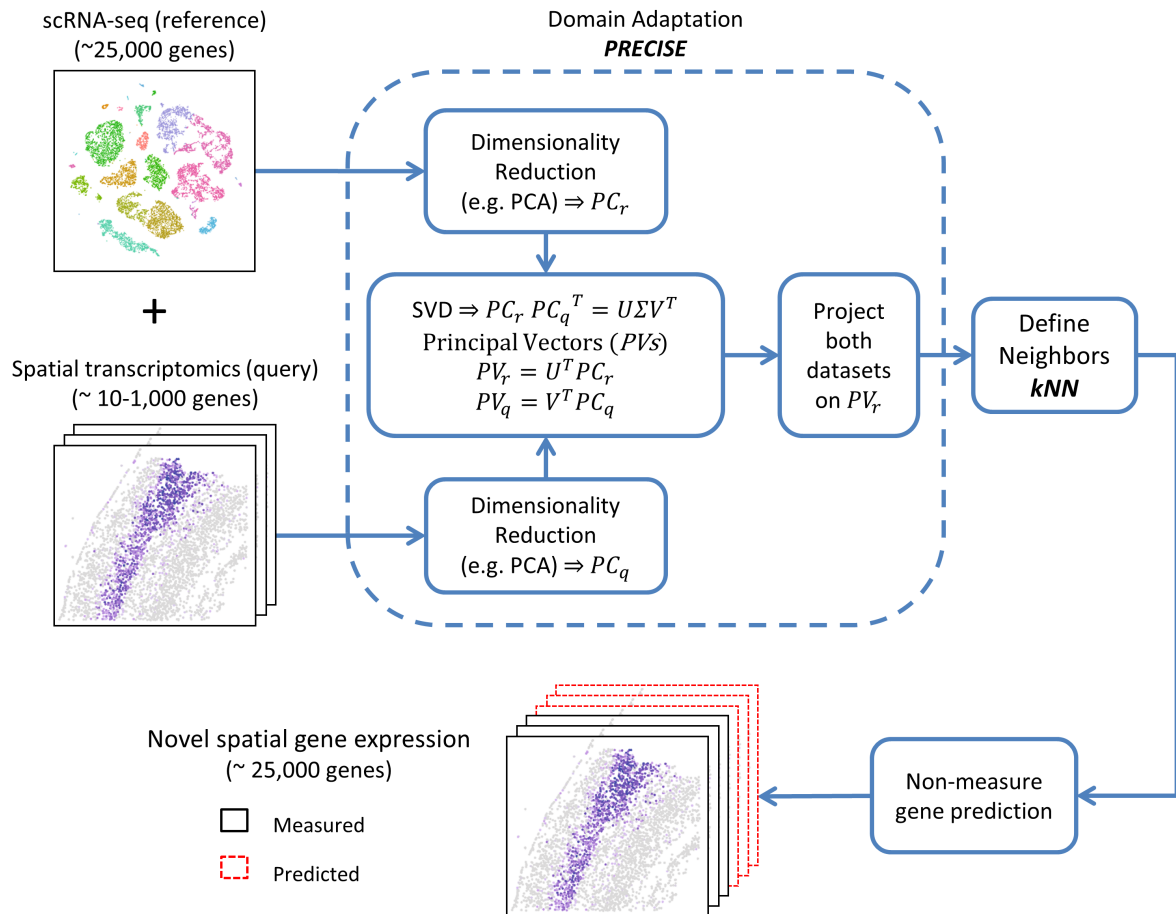 scRNA-seq (reference)
(~25,000 genes)
Domain Adaptation
PRECISE
Dimensionality
Reduction
(e.g. PCA) ⇒ PC_r
+
SVD ⇒ PC_r PC_q^T = UΣV^T
Principal Vectors (PVs)
PV_r = U^T PC_r
PV_q = V^T PC_q
Project
both
datasets
on PV_r
Define
Neighbors
kNN
Spatial transcriptomics (query)
(~ 10-1,000 genes)
Dimensionality
Reduction
(e.g. PCA) ⇒ PC_q
Novel spatial gene expression
(~ 25,000 genes)
Measured
Predicted
Non-measure
gene prediction